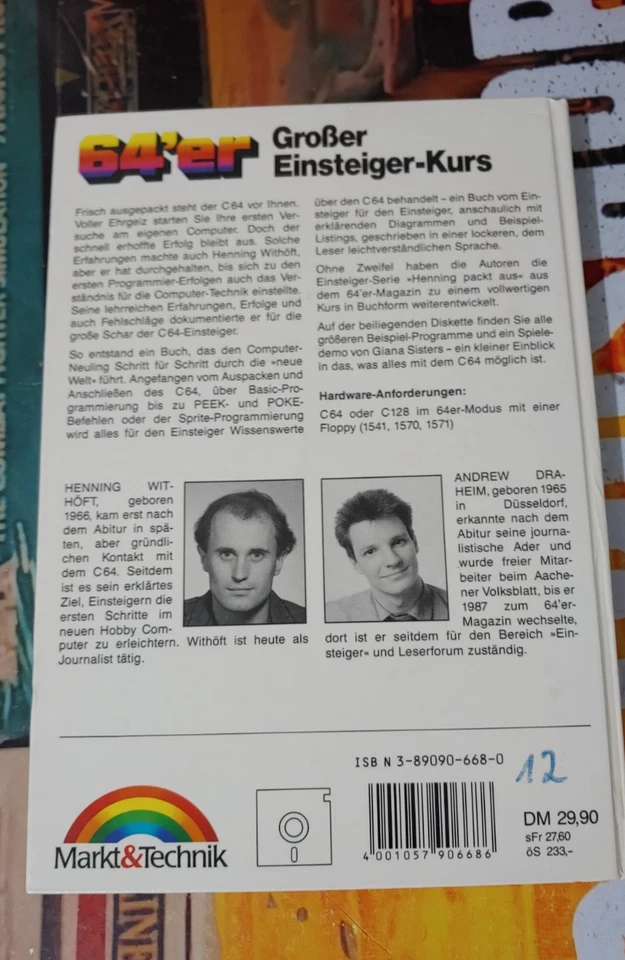 64'er
Großer
Einsteiger-Kurs
Frisch ausgepackt steht der C64 vor Ihnen.
Voller Ehrgeiz starten Sie Ihre ersten Ver-
suche am eigenen Computer. Doch der
schnell erhoffte Erfolg bleibt aus. Solche
Erfahrungen machte auch Henning Withöft,
aber er hat durchgehalten, bis sich zu den
ersten Programmier-Erfolgen auch das Ver-
ständnis für die Computer-Technik einstellte.
Seine lehrreichen Erfahrungen, Erfolge und
auch Fehlschläge dokumentierte er für die
große Schar der C64-Einsteiger.
So entstand ein Buch, das den Computer-
Neuling Schritt für Schritt durch die »neue
Welt« führt. Angefangen vom Auspacken und
Anschließen des C64, über Basic-Pro-
grammierung bis zu PEEK- und POKE-
Befehlen oder der Sprite-Programmierung
wird alles für den Einsteiger Wissenswerte
über den C64 behandelt – ein Buch vom Ein-
steiger für den Einsteiger, anschaulich mit
erklärenden Diagrammen und Beispiel-
Listings, geschrieben in einer lockeren, dem
Leser leichtverständlichen Sprache.
Ohne Zweifel haben die Autoren die
Einsteiger-Serie »Henning packt aus« aus
dem 64'er-Magazin zu einem vollwertigen
Kurs in Buchform weiterentwickelt.
Auf der beiliegenden Diskette finden Sie alle
größeren Beispiel-Programme und ein Spiele-
demo von Giana Sisters – ein kleiner Einblick
in das, was alles mit dem C64 möglich ist.
Hardware-Anforderungen:
C64 oder C128 im 64er-Modus mit einer
Floppy (1541, 1570, 1571)
HENNING WIT-
HÖFT, geboren
1966, kam erst nach
dem Abitur in spä-
ten, aber gründli-
chen Kontakt mit
dem C64. Seitdem
ist es sein erklärtes
Ziel, Einsteigern die
ersten Schritte im
neuen Hobby Com-
puter zu erleichtern. Withöft ist heute als
Journalist tätig.
ANDREW DRA-
HEIM, geboren 1965
in Düsseldorf,
erkannte nach dem
Abitur seine journa-
listische Ader und
wurde freier Mitar-
beiter beim Aache-
ner Volksblatt, bis er
1987 zum 64'er-
Magazin wechselte,
dort ist er seitdem für den Bereich »Ein-
steiger« und Leserforum zuständig.
ISBN 3-89090-668-0
12
Markt&Technik
4 001057 906686
DM 29,90
sFr 27,60
öS 233,-